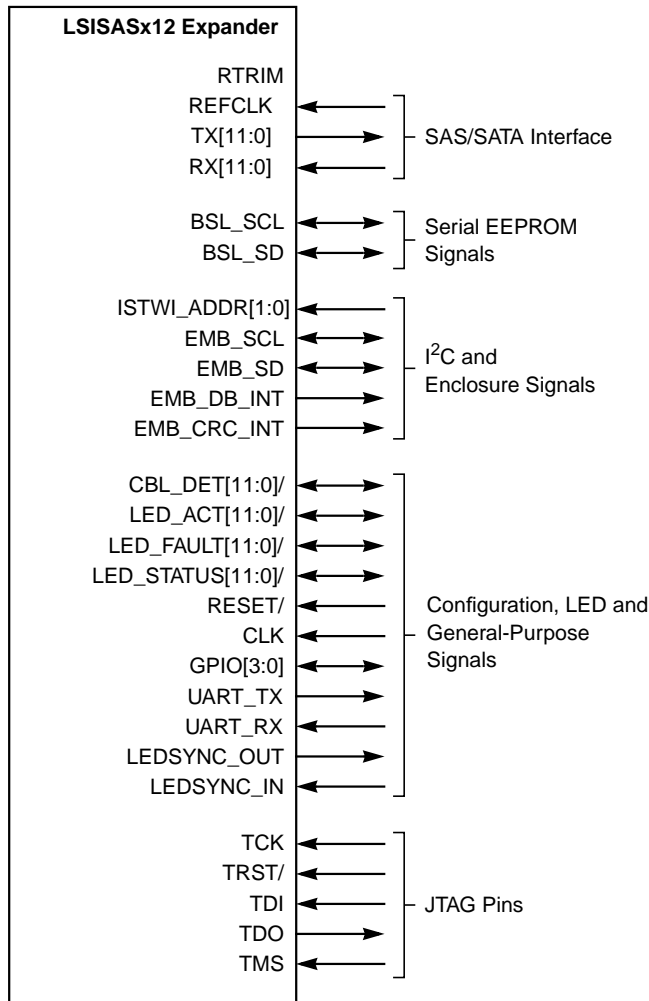 LSISASx12 Expander
RTRIM
REFCLK
TX[11:0]
RX[11:0]
SAS/SATA Interface
BSL_SCL
BSL_SD
Serial EEPROM
Signals
ISTWI_ADDR[1:0]
EMB_SCL
EMB_SD
EMB_DB_INT
EMB_CRC_INT
I2C and
Enclosure Signals
CBL_DET[11:0]/
LED_ACT[11:0]/
LED_FAULT[11:0]/
LED_STATUS[11:0]/
RESET/
CLK
GPIO[3:0]
UART_TX
UART_RX
LEDSYNC_OUT
LEDSYNC_IN
Configuration, LED and
General-Purpose
Signals
TCK
TRST/
TDI
TDO
TMS
JTAG Pins